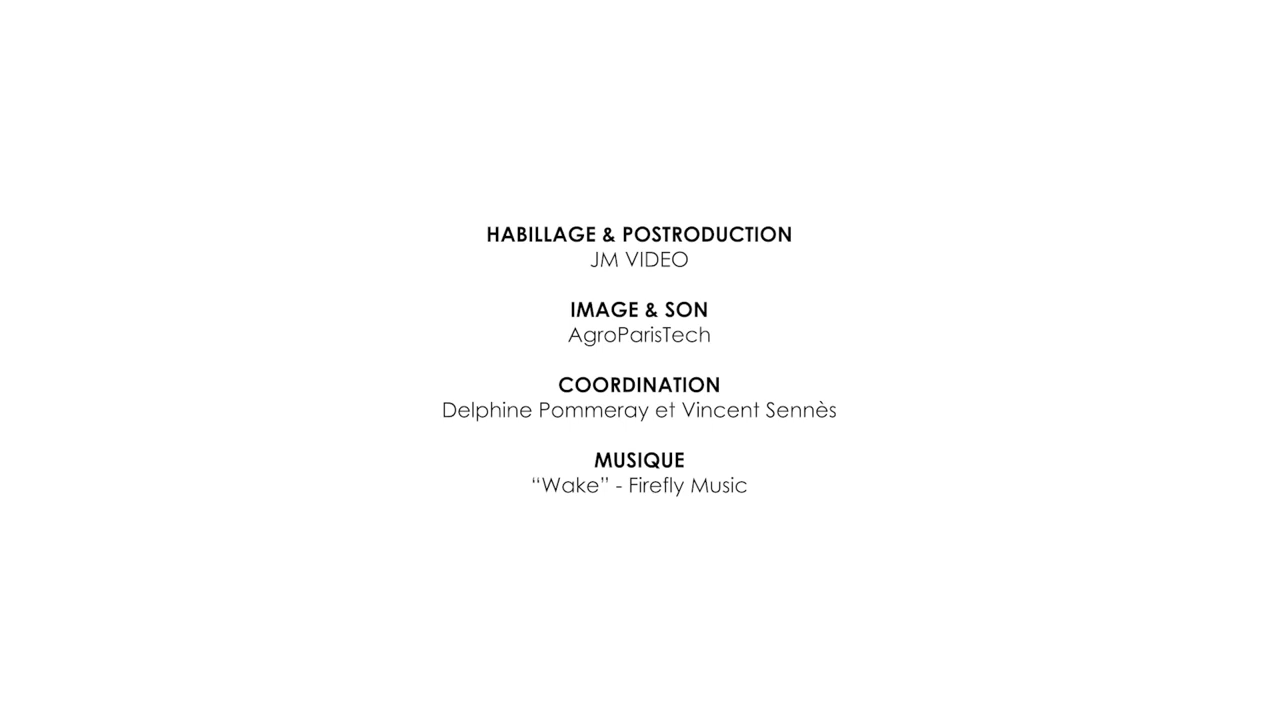 HABILLAGE & POSTRODUCTION
JM VIDEO
IMAGE & SON
AgroParisTech
COORDINATION
Delphine Pommeray et Vincent Sennès
MUSIQUE
“Wake” - Firefly Music